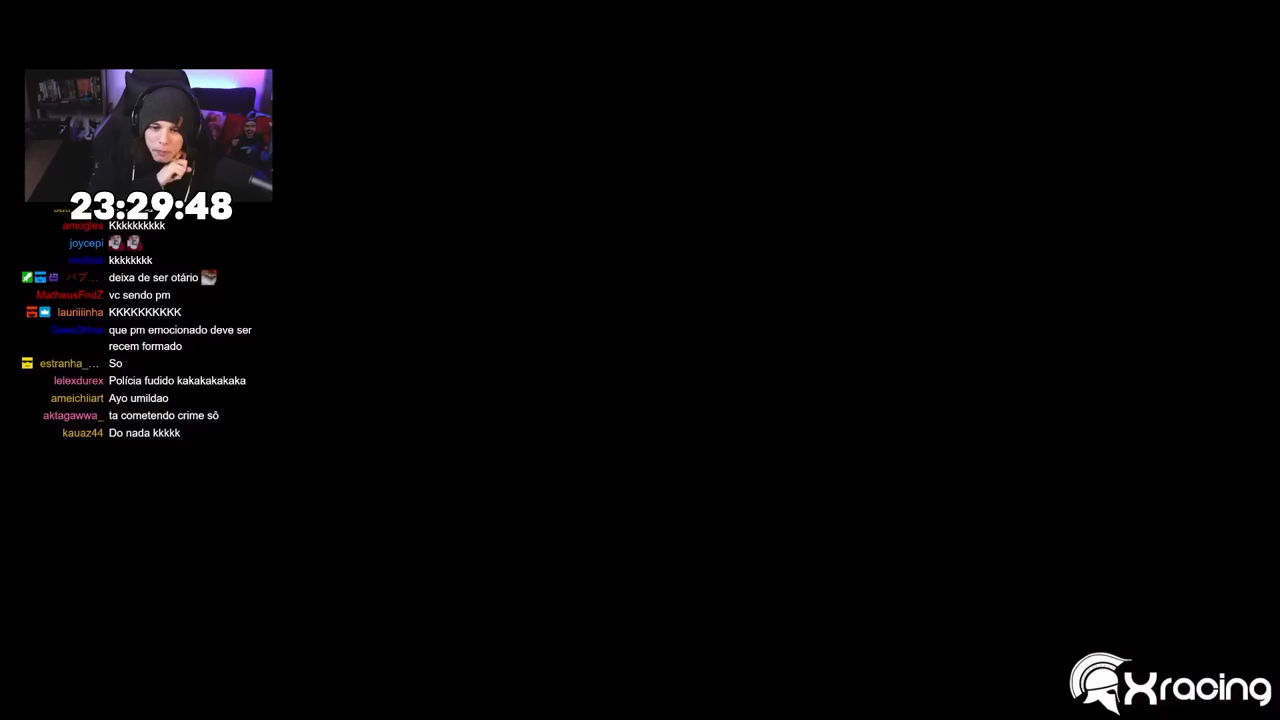 23:29:48
amogles Kkkkkkkkkk
joycepi
kkkkkkkk
パブ… deixa de ser otário
MatheusFndZ vc sendo pm
lauriiiinha KKKKKKKKKK
que pm emocionado deve ser
recem formado
estranha_… So
lelexdurex Polícia fudido kakakakakaka
ameichiiart Ayo umildao
aktagawwa_ ta cometendo crime sô
kauaz44 Do nada kkkkk
Xracing